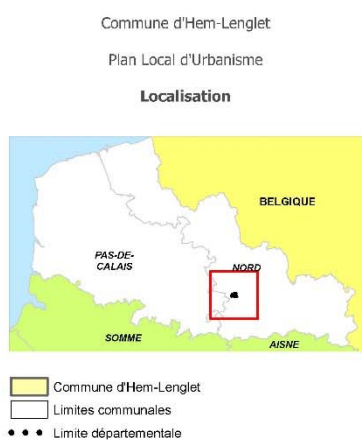 Commune d'Hem-Lenglet
Plan Local d'Urbanisme
Localisation
BELGIQUE
PAS-DE-
CALAIS
NORD
SOMME
AISNE
Commune d'Hem-Lenglet
Limites communales
Limite départementale